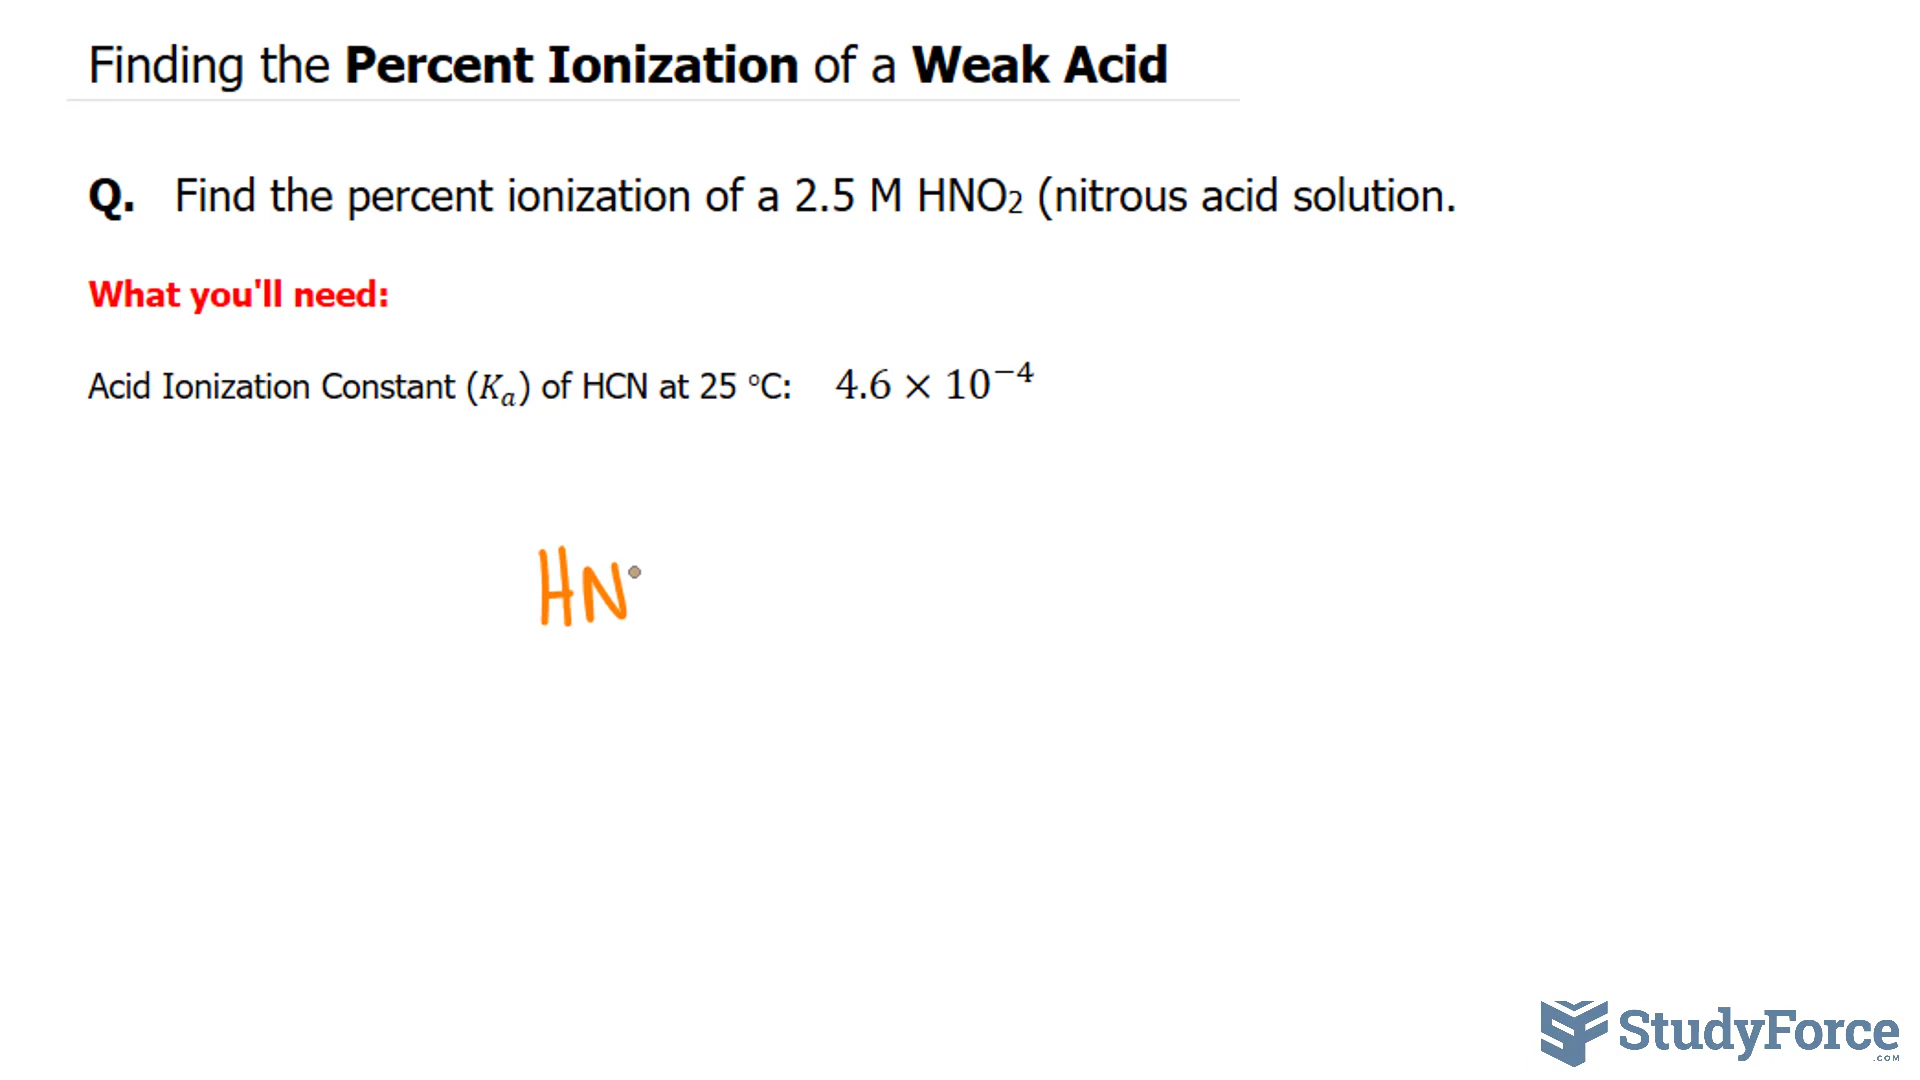 Finding the Percent Ionization of a Weak Acid
Q. Find the percent ionization of a 2.5 M HNO₂ (nitrous acid solution.
What you'll need:
Acid Ionization Constant (Kₐ) of HCN at 25 °C: 4.6 × 10⁻⁴
HN
StudyForce
.COM